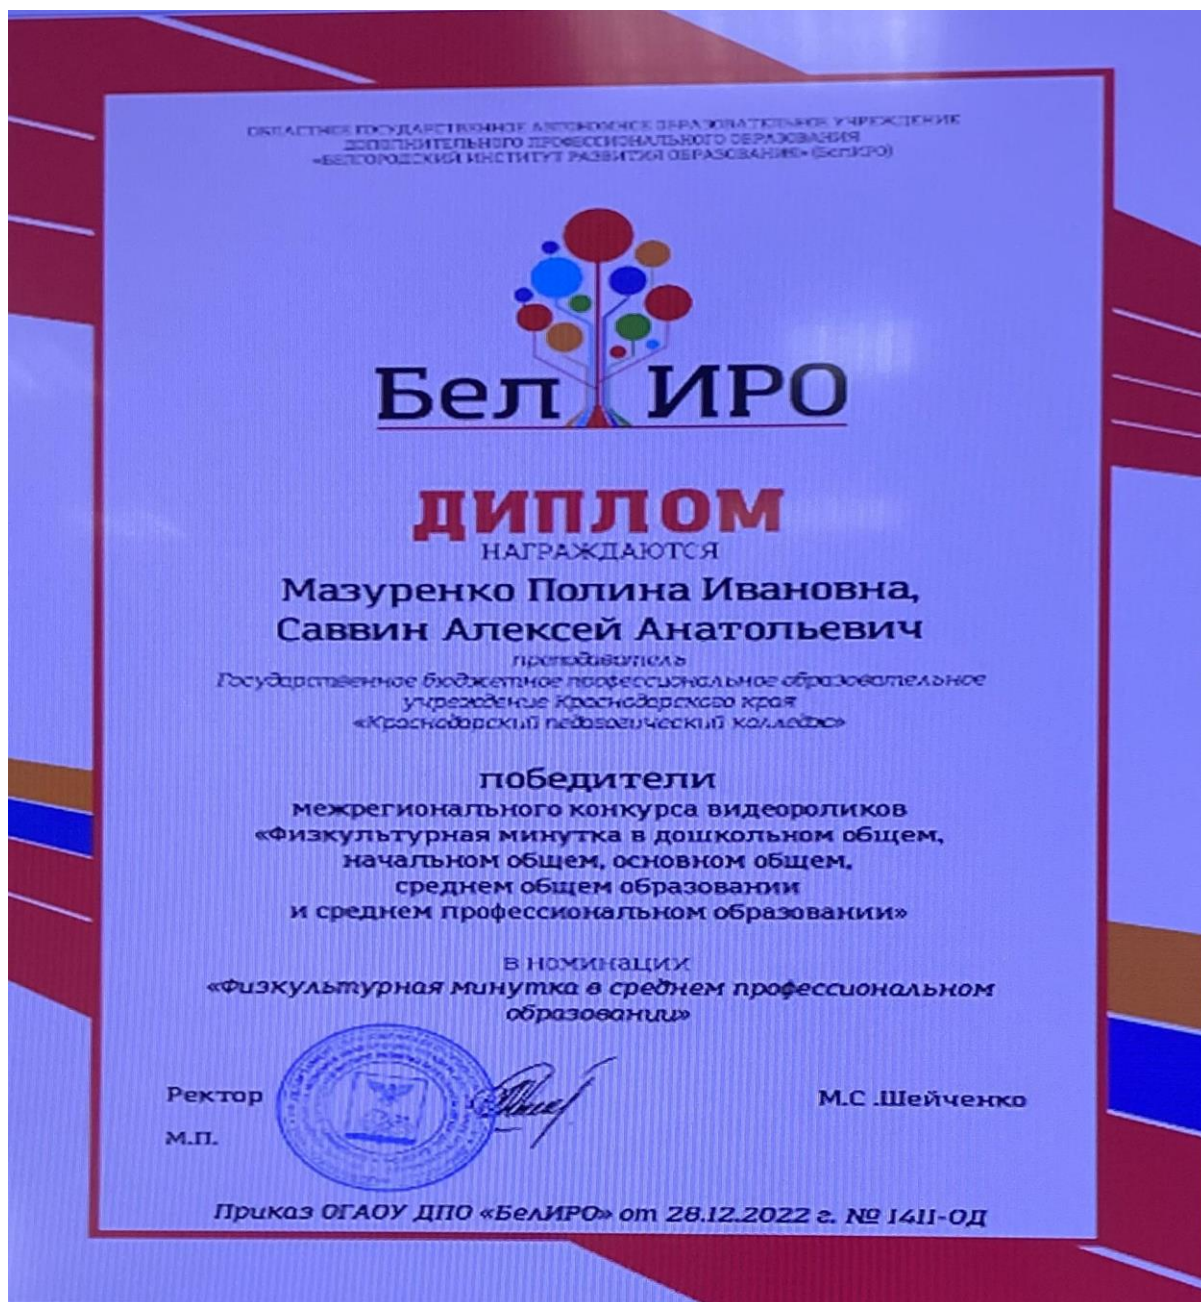 ОБЛАСТНОЕ ГОСУДАРСТВЕННОЕ АВТОНОМНОЕ ОБРАЗОВАТЕЛЬНОЕ УЧРЕЖДЕНИЕ
ДОПОЛНИТЕЛЬНОГО ПРОФЕССИОНАЛЬНОГО ОБРАЗОВАНИЯ
«БЕЛГОРОДСКИЙ ИНСТИТУТ РАЗВИТИЯ ОБРАЗОВАНИЯ» (БелИРО)
Бел ИРО
ДИПЛОМ
НАГРАЖДАЮТСЯ
Мазуренко Полина Ивановна,
Саввин Алексей Анатольевич
преподаватель
Государственное бюджетное профессиональное образовательное
учреждение Краснодарского края
«Краснодарский педагогический колледж»
победители
межрегионального конкурса видеороликов
«Физкультурная минутка в дошкольном общем,
начальном общем, основном общем,
среднем общем образовании
и среднем профессиональном образовании»
в номинации
«Физкультурная минутка в среднем профессиональном
образовании»
Ректор
М.С .Шейченко
М.П.
Приказ ОГАОУ ДПО «БелИРО» от 28.12.2022 г. № 1411-ОД